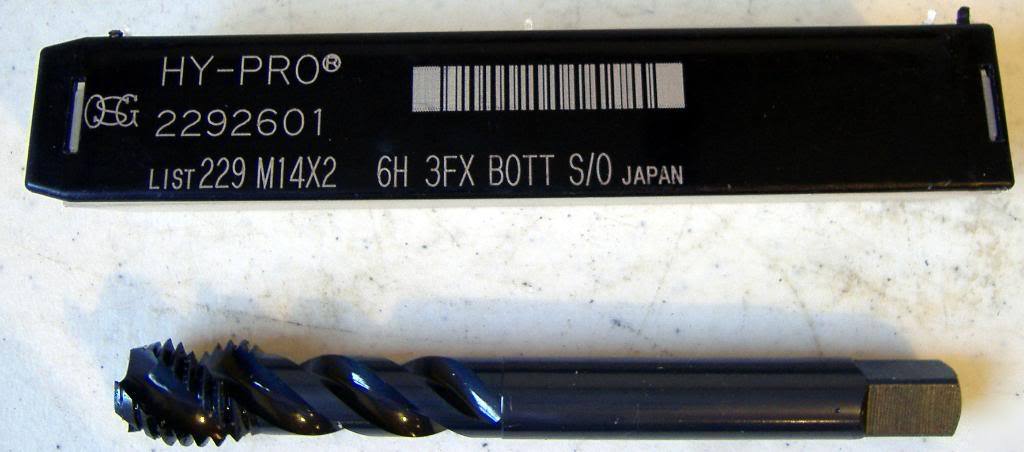 HY-PRO®
OSG 2292601
LIST 229 M14X2 6H 3FX BOTT S/O JAPAN